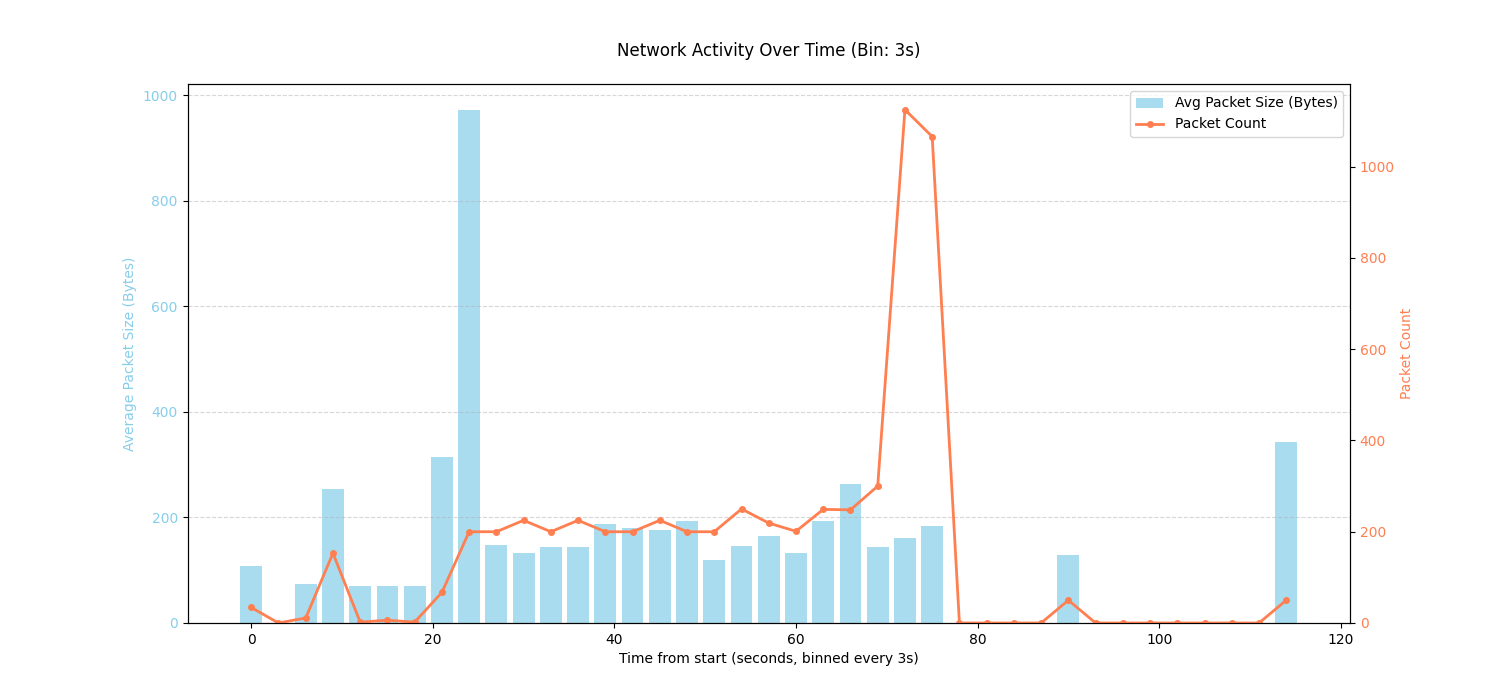 Network Activity Over Time (Bin: 3s)
Avg Packet Size (Bytes)
Packet Count
Average Packet Size (Bytes)
1000
800
600
400
200
0
Packet Count
1000
800
600
400
200
0
0 20 40 60 80 100 120
Time from start (seconds, binned every 3s)